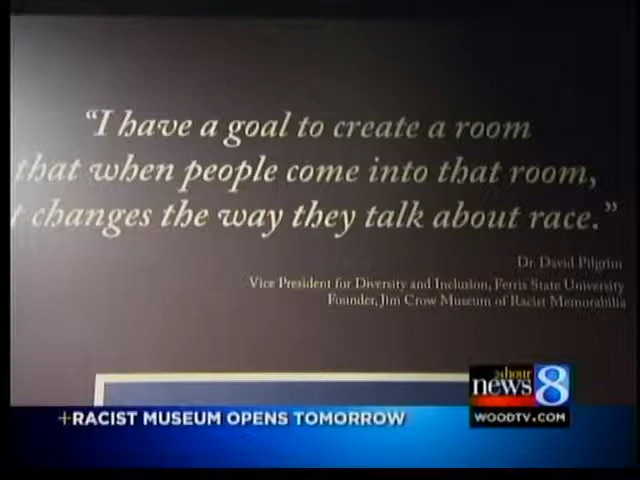 "I have a goal to create a room
that when people come into that room,
t changes the way they talk about race."
Dr. David Pilgrim
Vice President for Diversity and Inclusion, Ferris State University
Founder, Jim Crow Museum of Racist Memorabilia
24 hour
news 8
WOODTV.COM
+RACIST MUSEUM OPENS TOMORROW